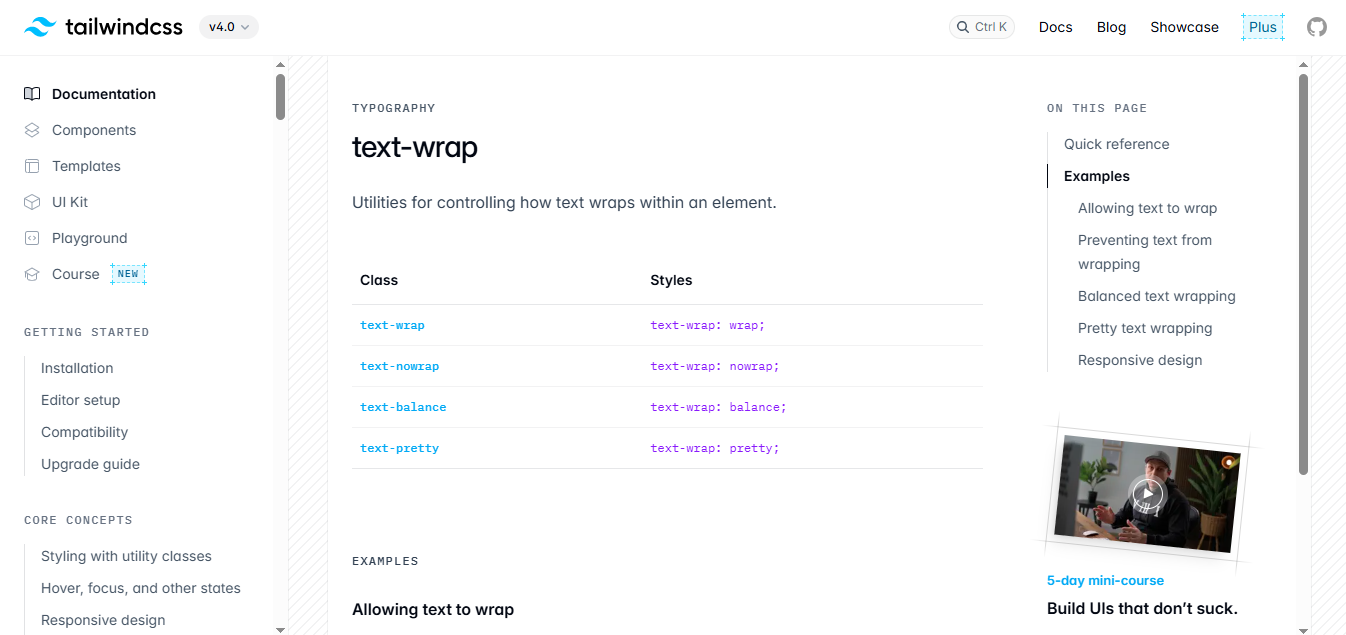 tailwindcss v4.0 Ctrl K Docs Blog Showcase Plus
Documentation
Components
Templates
UI Kit
Playground
Course NEW
GETTING STARTED
Installation
Editor setup
Compatibility
Upgrade guide
CORE CONCEPTS
Styling with utility classes
Hover, focus, and other states
Responsive design
TYPOGRAPHY
text-wrap
Utilities for controlling how text wraps within an element.
Class Styles
text-wrap text-wrap: wrap;
text-nowrap text-wrap: nowrap;
text-balance text-wrap: balance;
text-pretty text-wrap: pretty;
EXAMPLES
Allowing text to wrap
ON THIS PAGE
Quick reference
Examples
Allowing text to wrap
Preventing text from
wrapping
Balanced text wrapping
Pretty text wrapping
Responsive design
5-day mini-course
Build UIs that don’t suck.